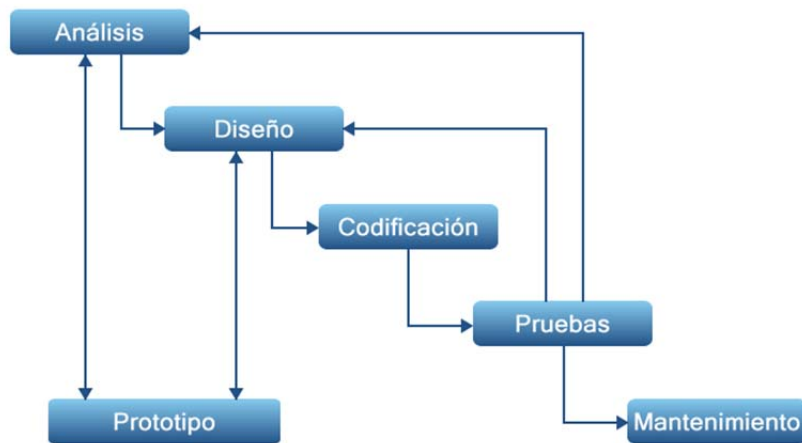 Análisis
Diseño
Codificación
Pruebas
Prototipo
Mantenimiento